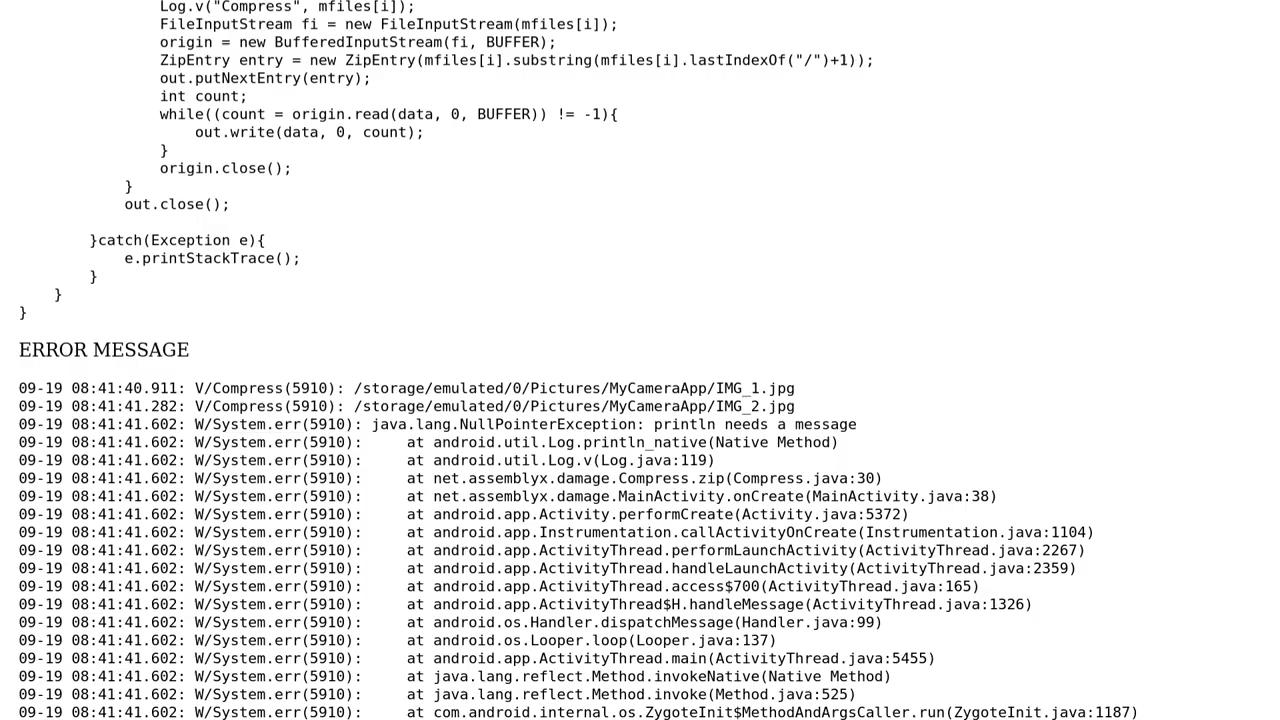 Log.v("Compress", mfiles[i]);
FileInputStream fi = new FileInputStream(mfiles[i]);
origin = new BufferedInputStream(fi, BUFFER);
ZipEntry entry = new ZipEntry(mfiles[i].substring(mfiles[i].lastIndexOf("/")+1));
out.putNextEntry(entry);
int count;
while((count = origin.read(data, 0, BUFFER)) != -1){
out.write(data, 0, count);
}
origin.close();
}
out.close();
}catch(Exception e){
e.printStackTrace();
}
}
}
ERROR MESSAGE
09-19 08:41:40.911: V/Compress(5910): /storage/emulated/0/Pictures/MyCameraApp/IMG_1.jpg
09-19 08:41:41.282: V/Compress(5910): /storage/emulated/0/Pictures/MyCameraApp/IMG_2.jpg
09-19 08:41:41.602: W/System.err(5910): java.lang.NullPointerException: println needs a message
09-19 08:41:41.602: W/System.err(5910):     at android.util.Log.println_native(Native Method)
09-19 08:41:41.602: W/System.err(5910):     at android.util.Log.v(Log.java:119)
09-19 08:41:41.602: W/System.err(5910):     at net.assemblyx.damage.Compress.zip(Compress.java:30)
09-19 08:41:41.602: W/System.err(5910):     at net.assemblyx.damage.MainActivity.onCreate(MainActivity.java:38)
09-19 08:41:41.602: W/System.err(5910):     at android.app.Activity.performCreate(Activity.java:5372)
09-19 08:41:41.602: W/System.err(5910):     at android.app.Instrumentation.callActivityOnCreate(Instrumentation.java:1104)
09-19 08:41:41.602: W/System.err(5910):     at android.app.ActivityThread.performLaunchActivity(ActivityThread.java:2267)
09-19 08:41:41.602: W/System.err(5910):     at android.app.ActivityThread.handleLaunchActivity(ActivityThread.java:2359)
09-19 08:41:41.602: W/System.err(5910):     at android.app.ActivityThread.access$700(ActivityThread.java:165)
09-19 08:41:41.602: W/System.err(5910):     at android.app.ActivityThread$H.handleMessage(ActivityThread.java:1326)
09-19 08:41:41.602: W/System.err(5910):     at android.os.Handler.dispatchMessage(Handler.java:99)
09-19 08:41:41.602: W/System.err(5910):     at android.os.Looper.loop(Looper.java:137)
09-19 08:41:41.602: W/System.err(5910):     at android.app.ActivityThread.main(ActivityThread.java:5455)
09-19 08:41:41.602: W/System.err(5910):     at java.lang.reflect.Method.invokeNative(Native Method)
09-19 08:41:41.602: W/System.err(5910):     at java.lang.reflect.Method.invoke(Method.java:525)
09-19 08:41:41.602: W/System.err(5910):     at com.android.internal.os.ZygoteInit$MethodAndArgsCaller.run(ZygoteInit.java:1187)